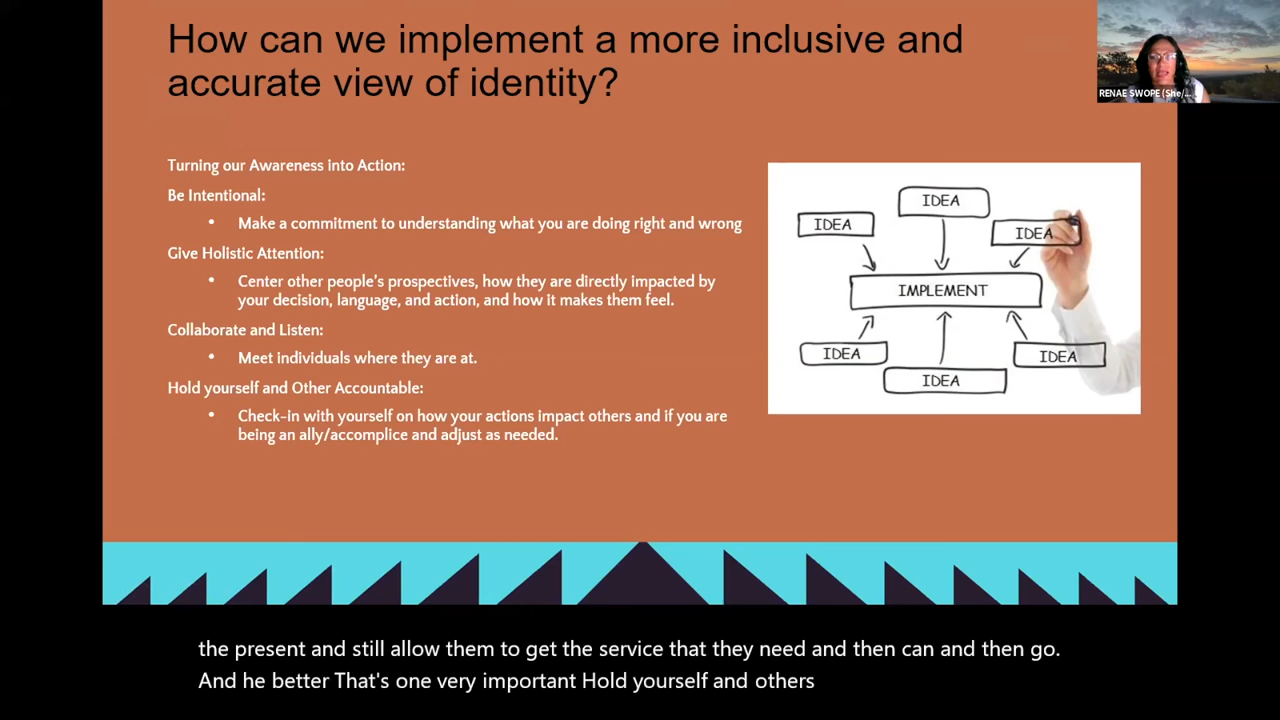 How can we implement a more inclusive and
accurate view of identity?
RENAE SWOPE (She/...
Turning our Awareness into Action:
Be Intentional:
• Make a commitment to understanding what you are doing right and wrong
Give Holistic Attention:
• Center other people's prospectives, how they are directly impacted by
your decision, language, and action, and how it makes them feel.
Collaborate and Listen:
• Meet individuals where they are at.
Hold yourself and Other Accountable:
• Check-in with yourself on how your actions impact others and if you are
being an ally/accomplice and adjust as needed.
IDEA
IDEA
IDEA
IMPLEMENT
IDEA
IDEA
IDEA
the present and still allow them to get the service that they need and then can and then go.
And he better That's one very important Hold yourself and others